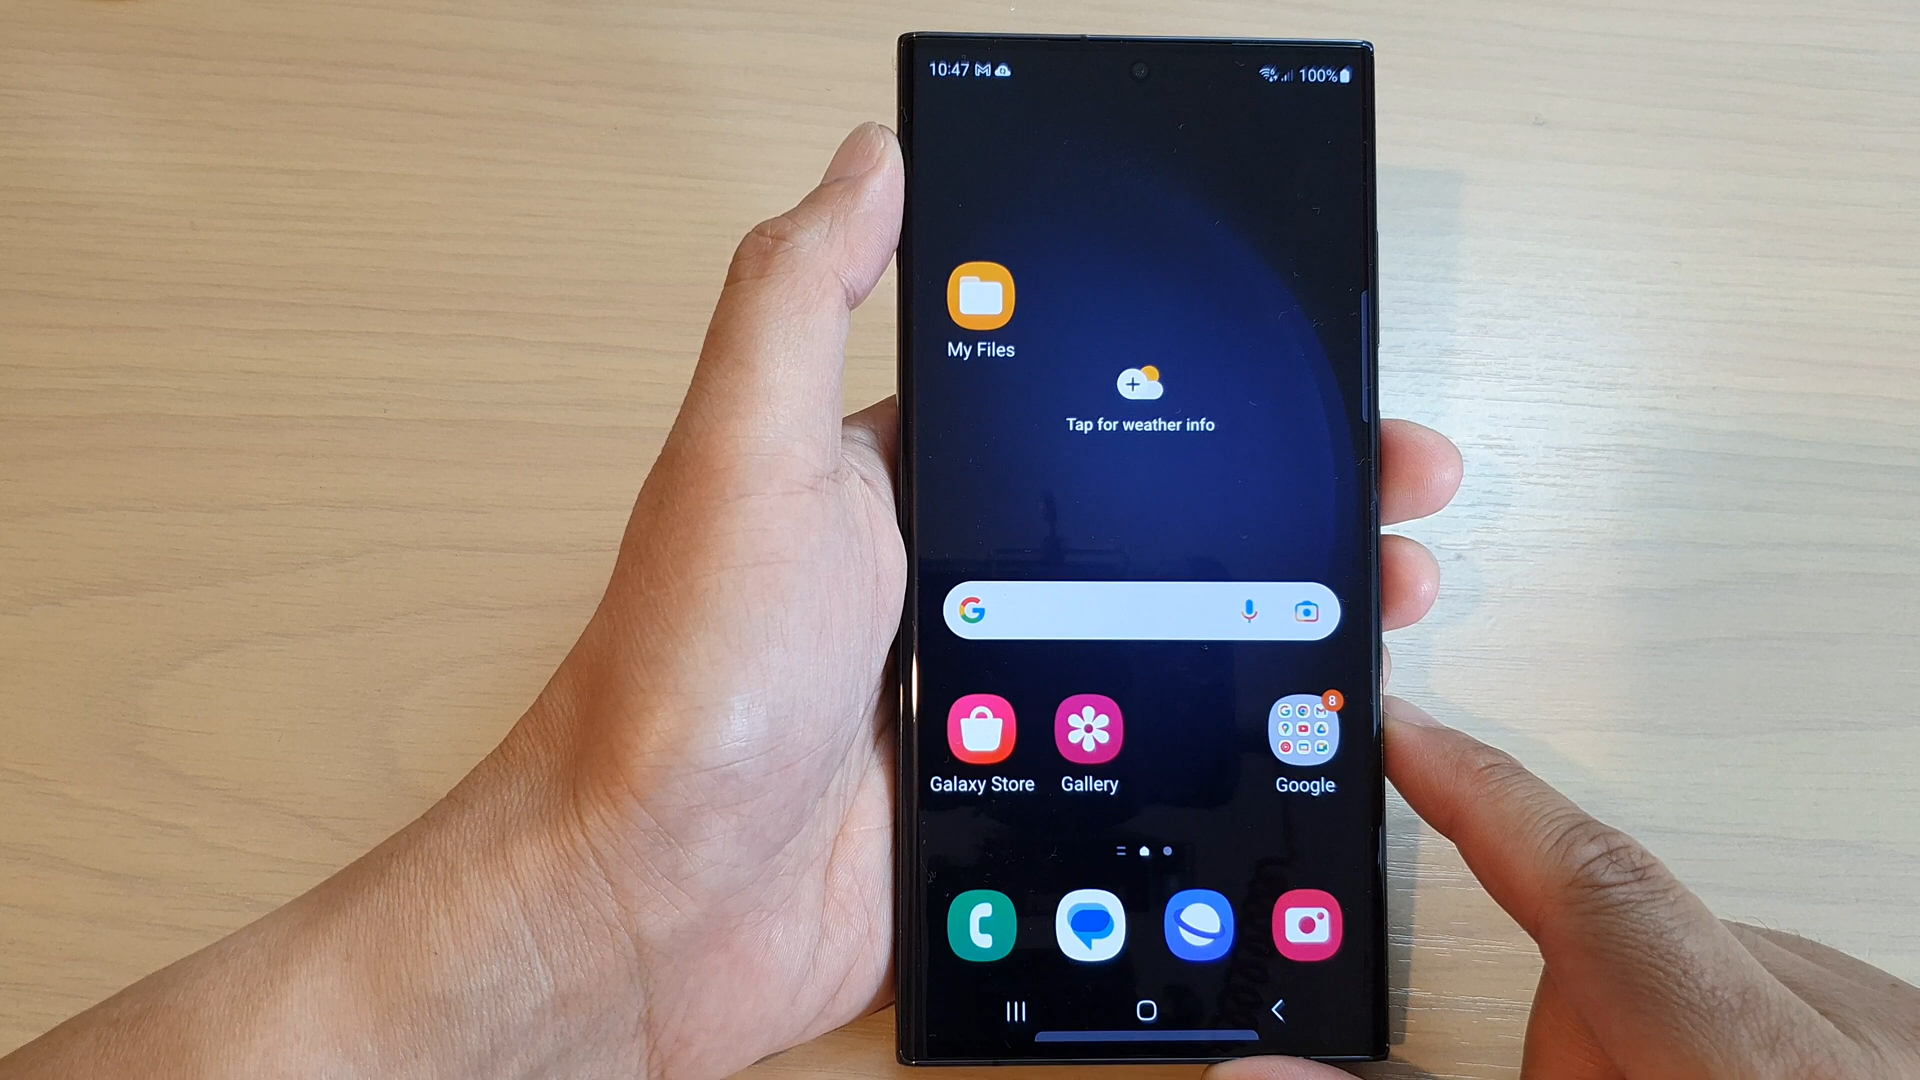 10:47
100%
My Files
Tap for weather info
8
Galaxy Store
Gallery
Google